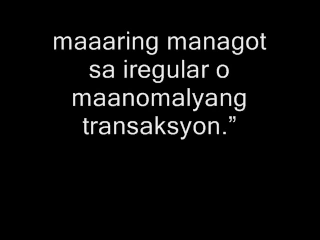 maaaring managot
sa iregular o
maanomalyang
transaksyon.”